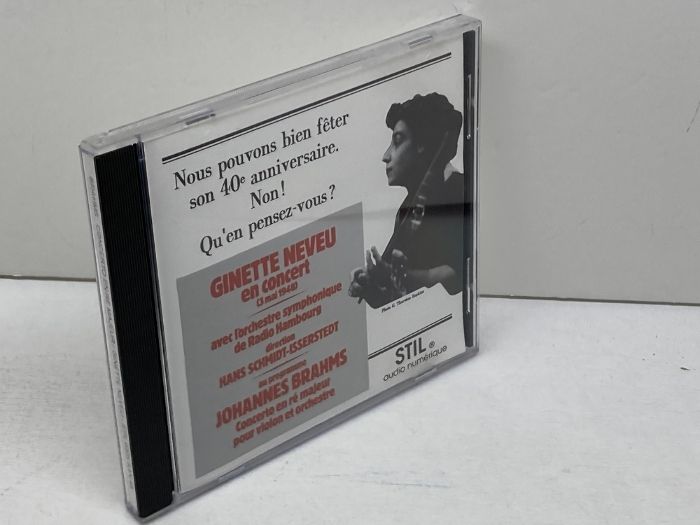 Nous pouvons bien fêter
son 40e anniversaire.
Non!
Qu'en pensez-vous?
GINETTE NEVEU
en concert
(3 mai 1948)
avec l'orchestre symphonique
de Radio Hambourg
direction
HANS SCHMIDT-ISSERSTEDT
au programme
JOHANNES BRAHMS
Concerto en ré majeur
pour violon et orchestre
STIL ®
audio numérique